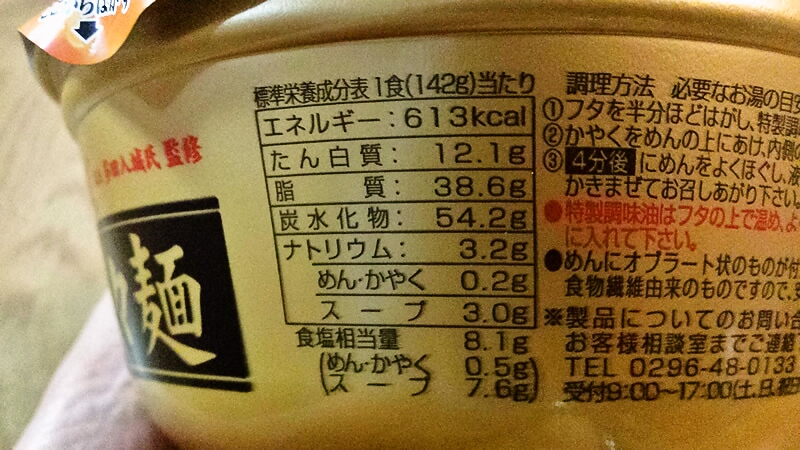 監修
麺
標準栄養成分表 1食(142g)当たり
エネルギー: 613kcal
たん白質: 12.1g
脂質: 38.6g
炭水化物: 54.2g
ナトリウム: 3.2g
めん・かやく 0.2g
スープ 3.0g
食塩相当量 8.1g
(めん・かやく 0.5g
スープ 7.6g)
調理方法 必要なお湯の目安
①フタを半分ほどはがし、特製調
②かやくをめんの上にあけ、内側の
③4分後にめんをよくほぐし、液
かきまぜてお召しあがり下さい。
●特製調味油はフタの上で温め、よ
に入れて下さい。
●めんにオブラート状のものが付
食物繊維由来のものですので、
※製品についてのお問い合
お客様相談室までご連絡
TEL 0296-48-0133
受付9:00〜17:00(土、日、祝